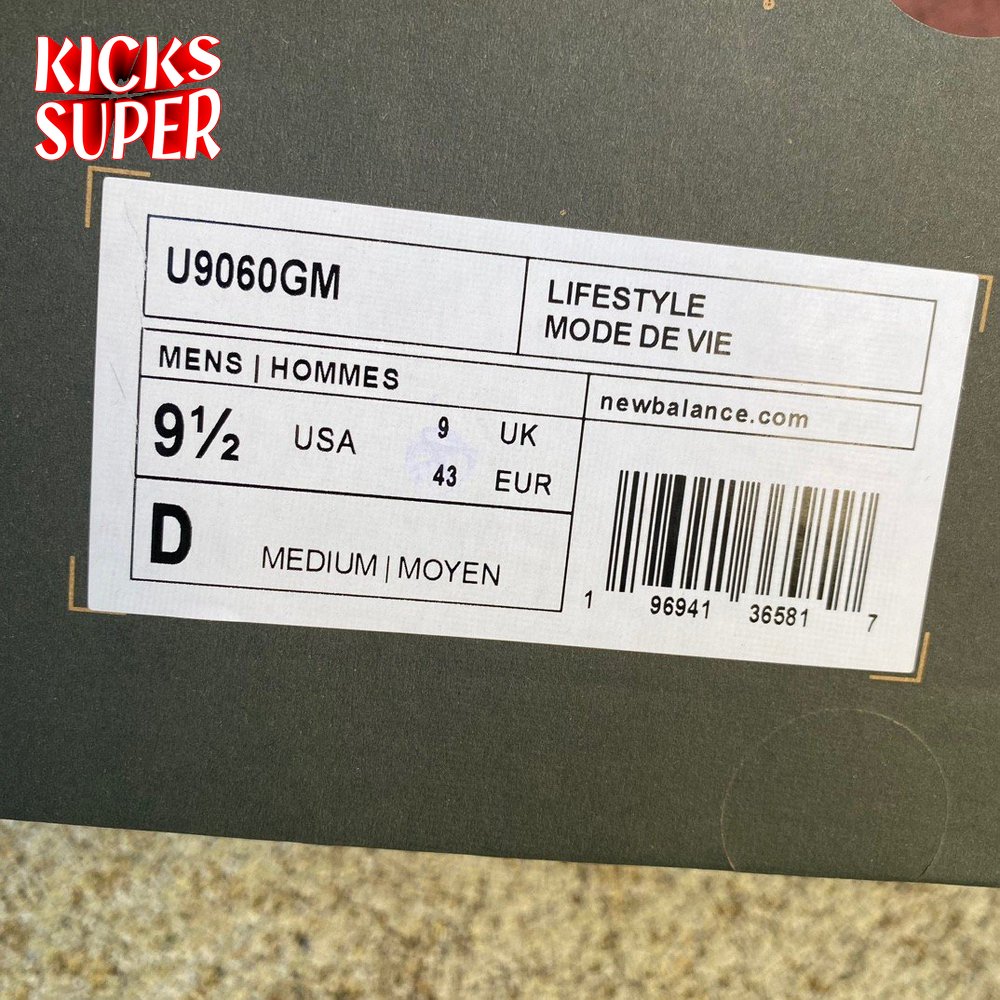 KICKS
SUPER
U9060GM
LIFESTYLE
MODE DE VIE
MENS | HOMMES
newbalance.com
9½ USA 9 UK
43 EUR
D MEDIUM | MOYEN
1 96941 36581 7